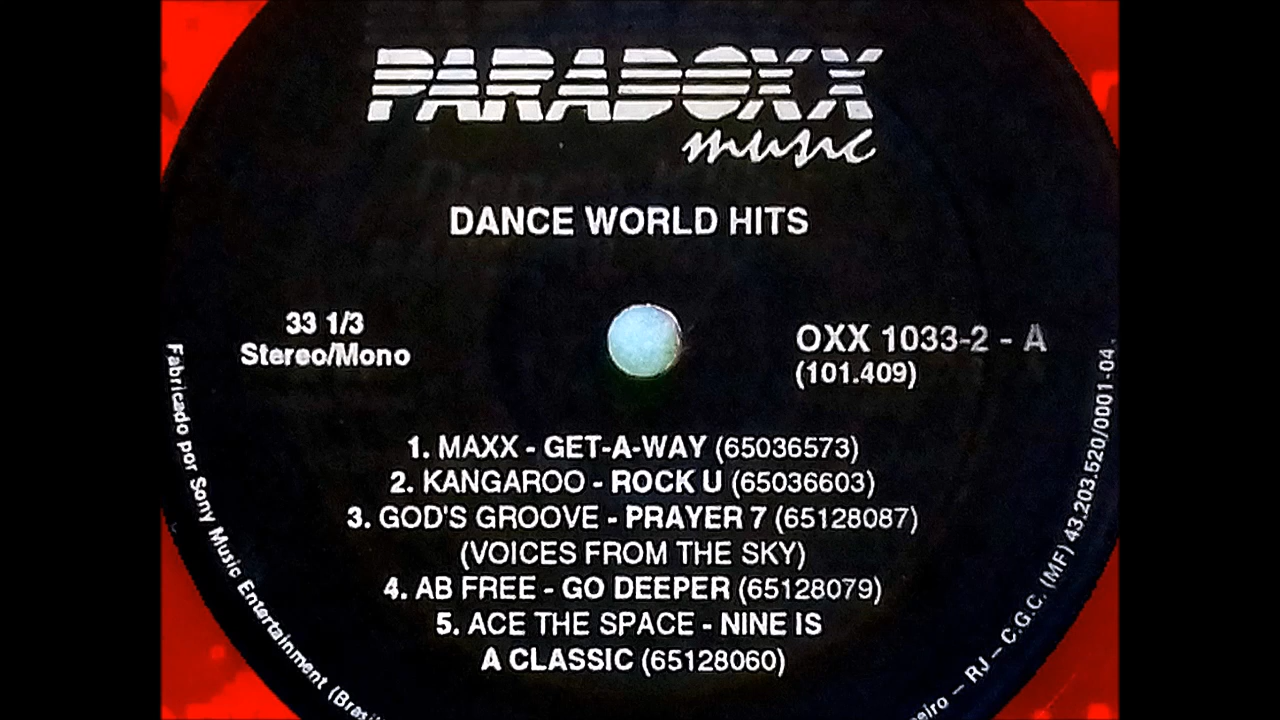 PARADOXX
music
DANCE WORLD HITS
33 1/3
Stereo/Mono
OXX 1033-2 - A
(101.409)
1. MAXX - GET-A-WAY (65036573)
2. KANGAROO - ROCK U (65036603)
3. GOD'S GROOVE - PRAYER 7 (65128087)
(VOICES FROM THE SKY)
4. AB FREE - GO DEEPER (65128079)
5. ACE THE SPACE - NINE IS
A CLASSIC (65128060)
Fabricado por Sony Music Entertainment (Brasi
eiro – RJ – C.G.C. (MF) 43.203.520/0001-04.